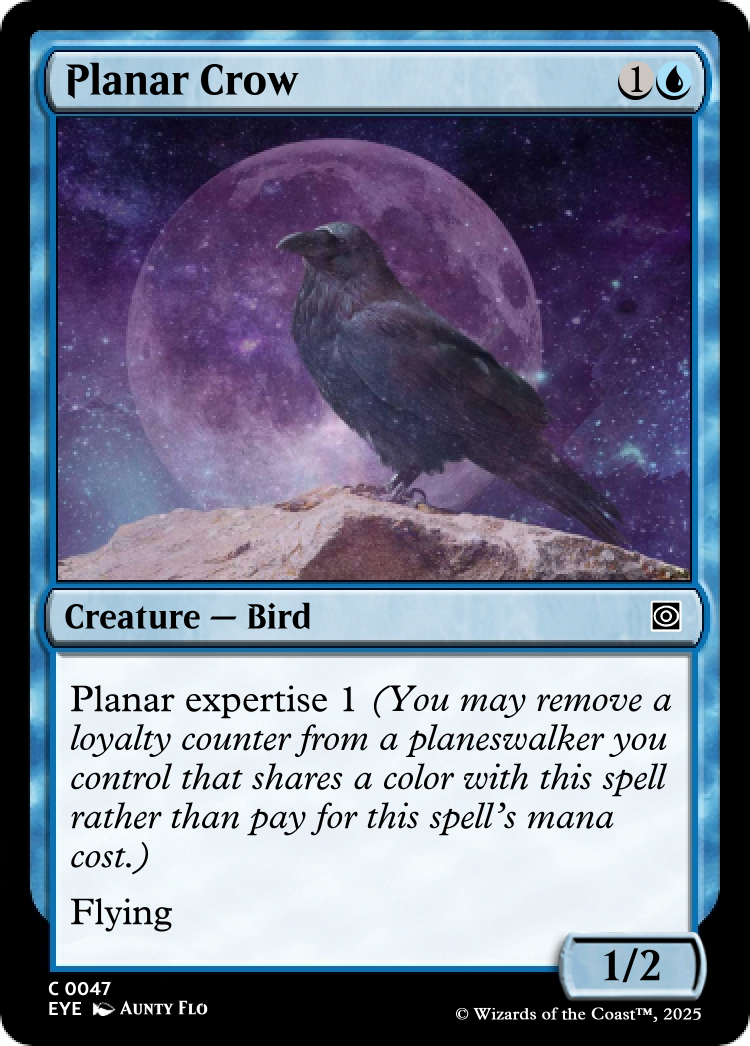 Planar Crow 1
Creature — Bird
Planar expertise 1 (You may remove a
loyalty counter from a planeswalker you
control that shares a color with this spell
rather than pay for this spell's mana
cost.)
Flying
1/2
C 0047
EYE Aunty Flo
© Wizards of the Coast™, 2025